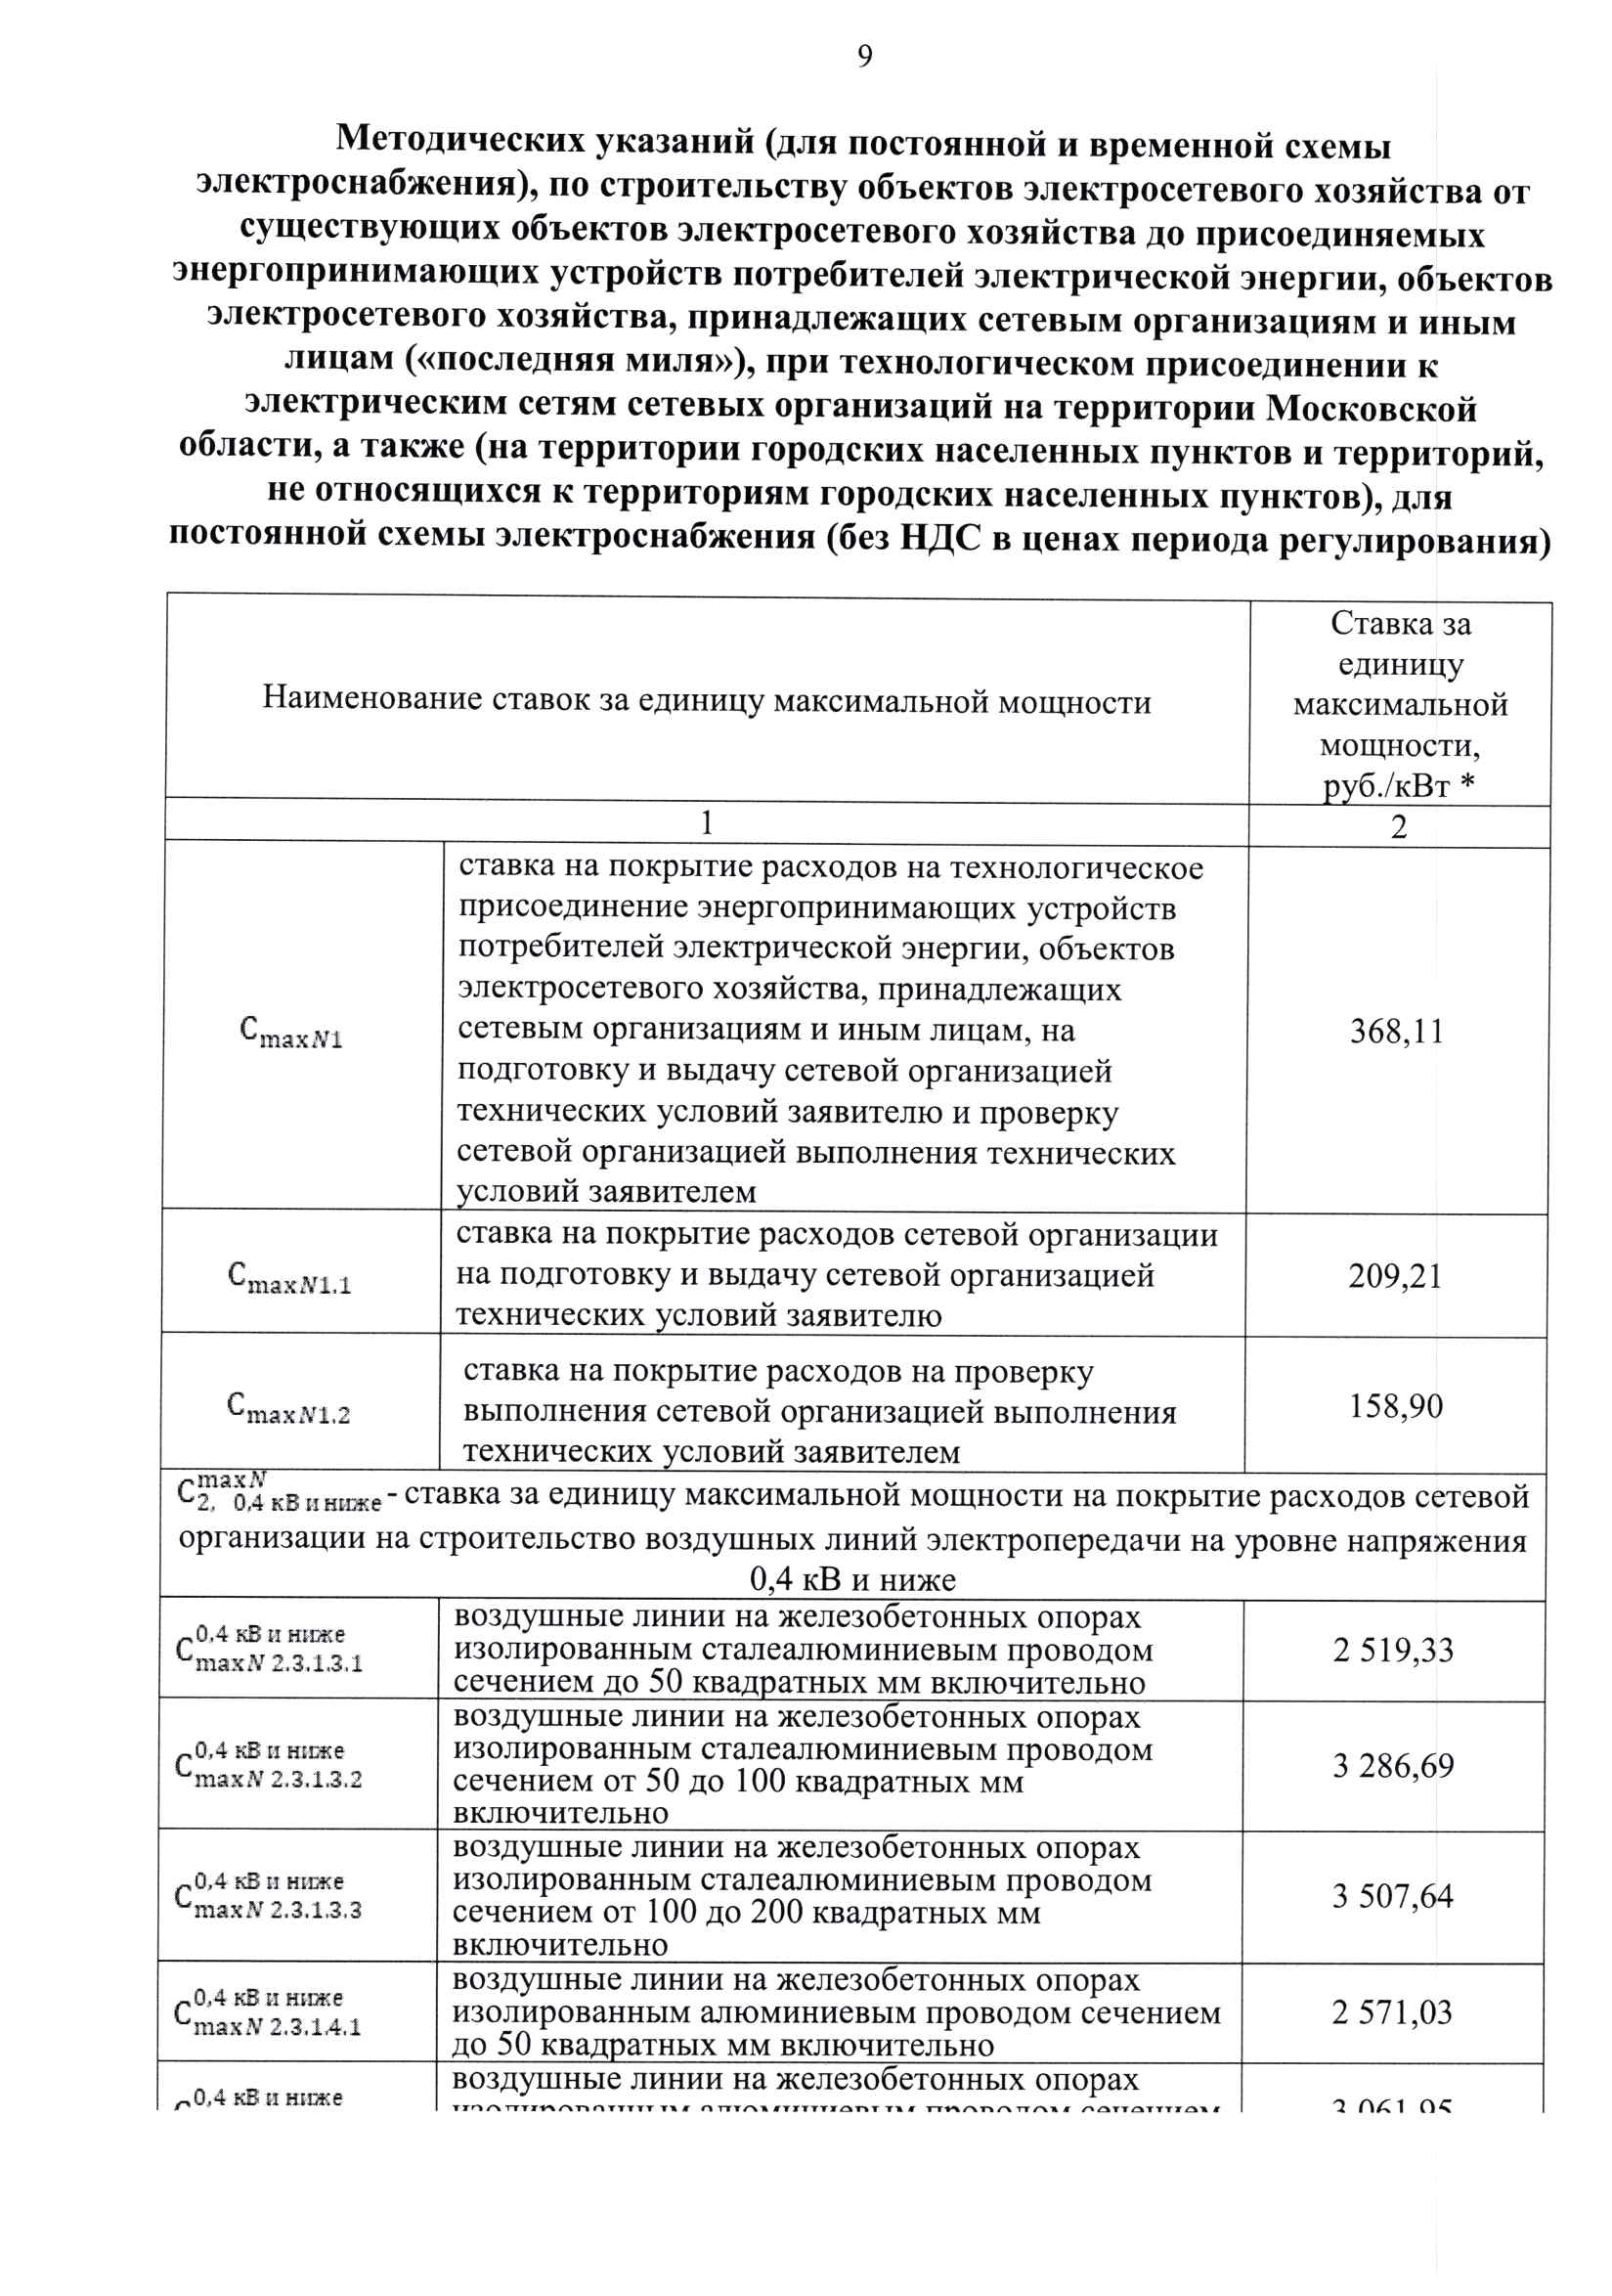 9
Методических указаний (для постоянной и временной схемы
электроснабжения), по строительству объектов электросетевого хозяйства от
существующих объектов электросетевого хозяйства до присоединяемых
энергопринимающих устройств потребителей электрической энергии, объектов
электросетевого хозяйства, принадлежащих сетевым организациям и иным
лицам («последняя миля»), при технологическом присоединении к
электрическим сетям сетевых организаций на территории Московской
области, а также (на территории городских населенных пунктов и территорий,
не относящихся к территориям городских населенных пунктов), для
постоянной схемы электроснабжения (без НДС в ценах периода регулирования)
Наименование ставок за единицу максимальной мощности
Ставка за
единицу
максимальной
мощности,
руб./кВт *
1
2
C maxN1
ставка на покрытие расходов на технологическое
присоединение энергопринимающих устройств
потребителей электрической энергии, объектов
электросетевого хозяйства, принадлежащих
сетевым организациям и иным лицам, на
подготовку и выдачу сетевой организацией
технических условий заявителю и проверку
сетевой организацией выполнения технических
условий заявителем
368,11
C maxN1.1
ставка на покрытие расходов сетевой организации
на подготовку и выдачу сетевой организацией
технических условий заявителю
209,21
C maxN1.2
ставка на покрытие расходов на проверку
выполнения сетевой организацией выполнения
технических условий заявителем
158,90
C maxN 2, 0,4 кВ и ниже - ставка за единицу максимальной мощности на покрытие расходов сетевой
организации на строительство воздушных линий электропередачи на уровне напряжения
0,4 кВ и ниже
C 0,4 кВ и ниже
maxN 2.3.1.3.1
воздушные линии на железобетонных опорах
изолированным сталеалюминиевым проводом
сечением до 50 квадратных мм включительно
2 519,33
C 0,4 кВ и ниже
maxN 2.3.1.3.2
воздушные линии на железобетонных опорах
изолированным сталеалюминиевым проводом
сечением от 50 до 100 квадратных мм
включительно
3 286,69
C 0,4 кВ и ниже
maxN 2.3.1.3.3
воздушные линии на железобетонных опорах
изолированным сталеалюминиевым проводом
сечением от 100 до 200 квадратных мм
включительно
3 507,64
C 0,4 кВ и ниже
maxN 2.3.1.4.1
воздушные линии на железобетонных опорах
изолированным алюминиевым проводом сечением
до 50 квадратных мм включительно
2 571,03
C 0,4 кВ и ниже
воздушные линии на железобетонных опорах
изолированным алюминиевым проводом сечением
3 061,95